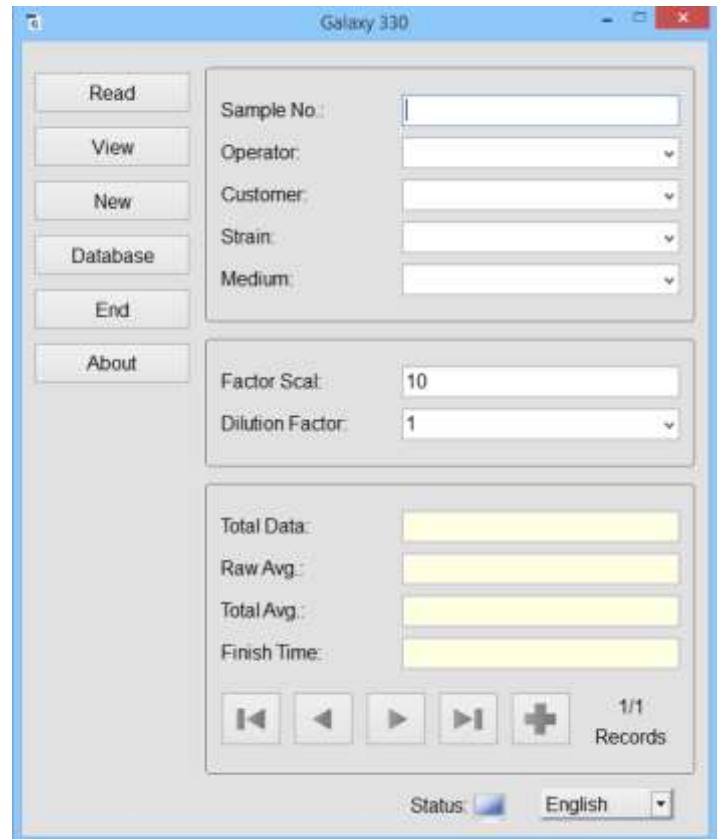 Galaxy 330
Read
View
New
Database
End
About
Sample No.:
Operator:
Customer:
Strain:
Medium:
Factor Scal: 10
Dilution Factor: 1
Total Data:
Raw Avg.:
Total Avg.:
Finish Time:
1/1
Records
Status: English